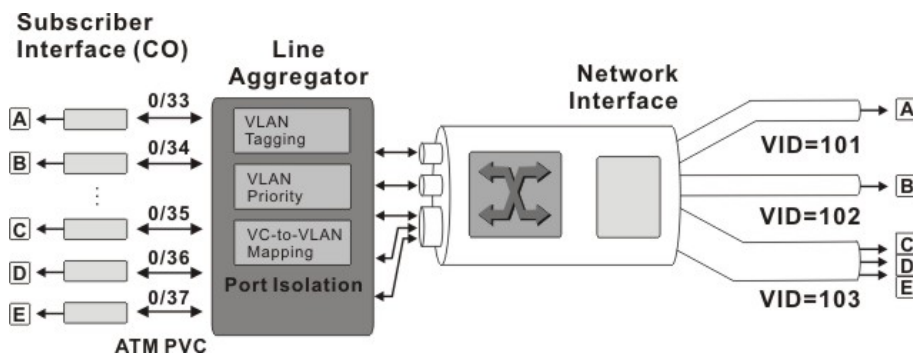 Subscriber
Interface (CO)
Line
Aggregator
Network
Interface
A
0/33
B
0/34
C
0/35
D
0/36
E
0/37
ATM PVC
VLAN
Tagging
VLAN
Priority
VC-to-VLAN
Mapping
Port Isolation
VID=101
A
VID=102
B
VID=103
C
D
E